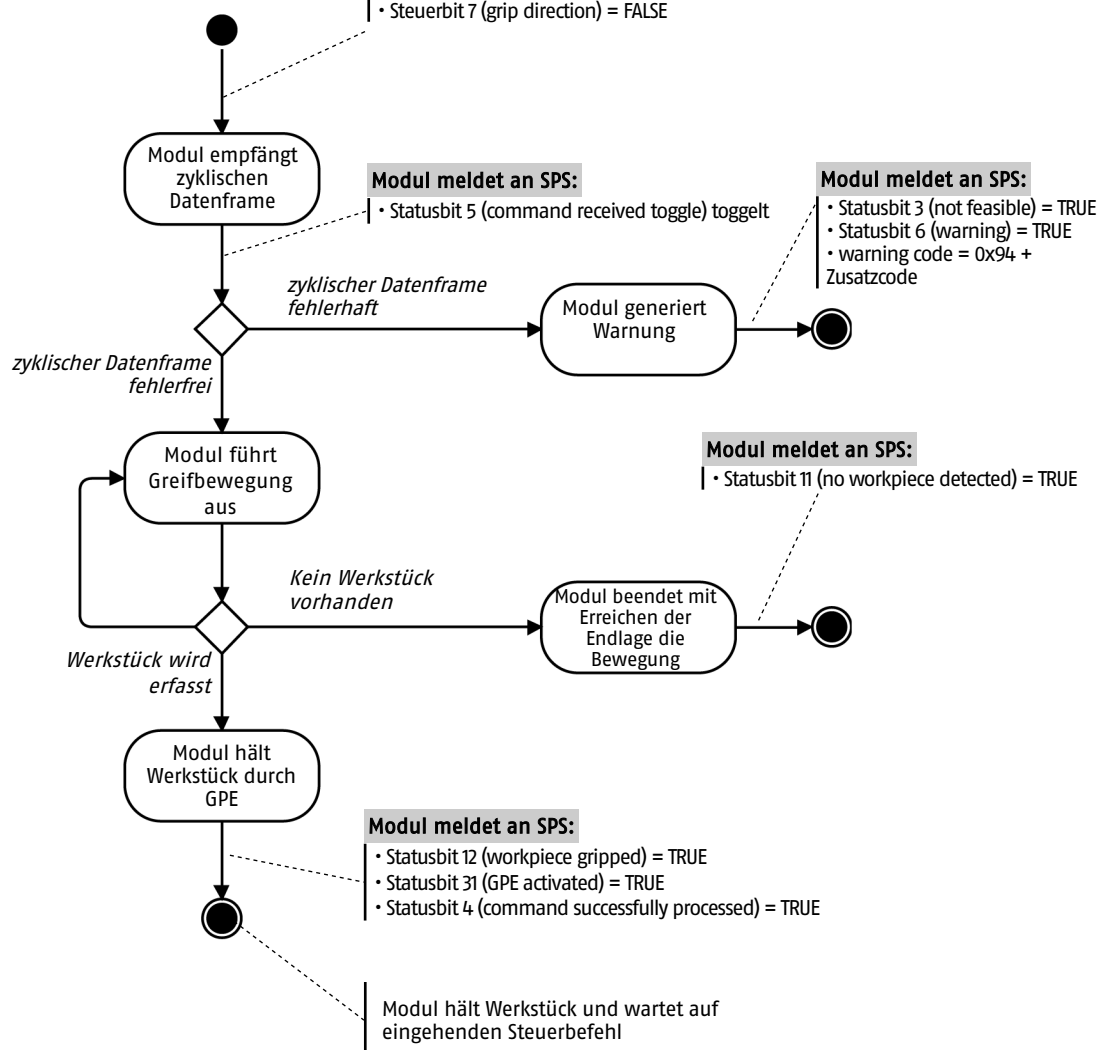 • Steuerbit 7 (grip direction) = FALSE
Modul empfängt
zyklischen
Datenframe
Modul meldet an SPS:
• Statusbit 5 (command received toggle) toggelt
Modul meldet an SPS:
• Statusbit 3 (not feasible) = TRUE
• Statusbit 6 (warning) = TRUE
• warning code = 0x94 +
Zusatzcode
zyklischer Datenframe
fehlerhaft
Modul generiert
Warnung
zyklischer Datenframe
fehlerfrei
Modul führt
Greifbewegung
aus
Modul meldet an SPS:
• Statusbit 11 (no workpiece detected) = TRUE
Kein Werkstück
vorhanden
Modul beendet mit
Erreichen der
Endlage die
Bewegung
Werkstück wird
erfasst
Modul hält
Werkstück durch
GPE
Modul meldet an SPS:
• Statusbit 12 (workpiece gripped) = TRUE
• Statusbit 31 (GPE activated) = TRUE
• Statusbit 4 (command successfully processed) = TRUE
Modul hält Werkstück und wartet auf
eingehenden Steuerbefehl